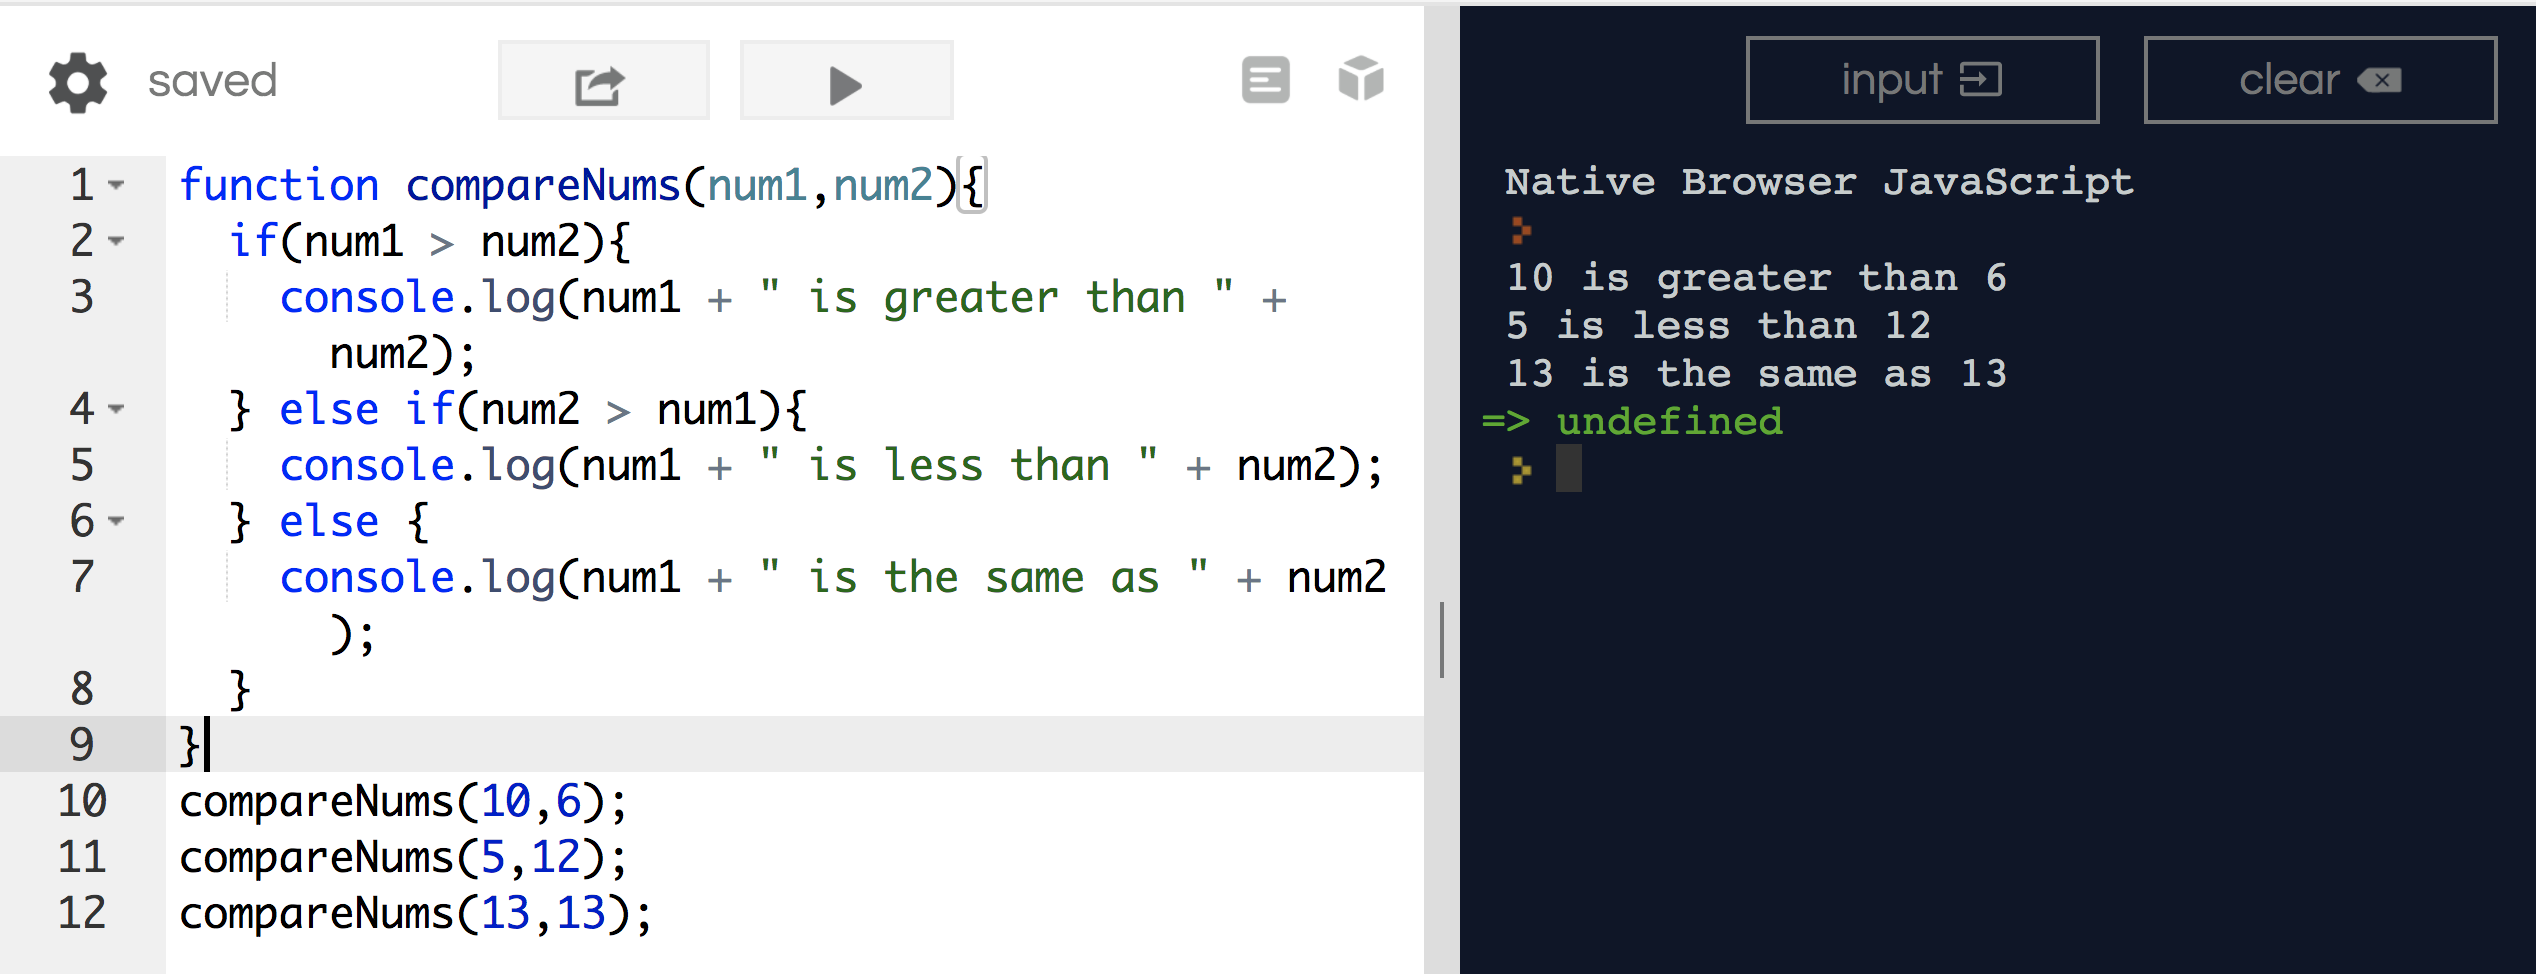 saved
1 function compareNums(num1,num2){
2   if(num1 > num2){
3     console.log(num1 + " is greater than " +
      num2);
4   } else if(num2 > num1){
5     console.log(num1 + " is less than " + num2);
6   } else {
7     console.log(num1 + " is the same as " + num2
      );
8   }
9 }
10 compareNums(10,6);
11 compareNums(5,12);
12 compareNums(13,13);
input clear
Native Browser JavaScript
10 is greater than 6
5 is less than 12
13 is the same as 13
=> undefined